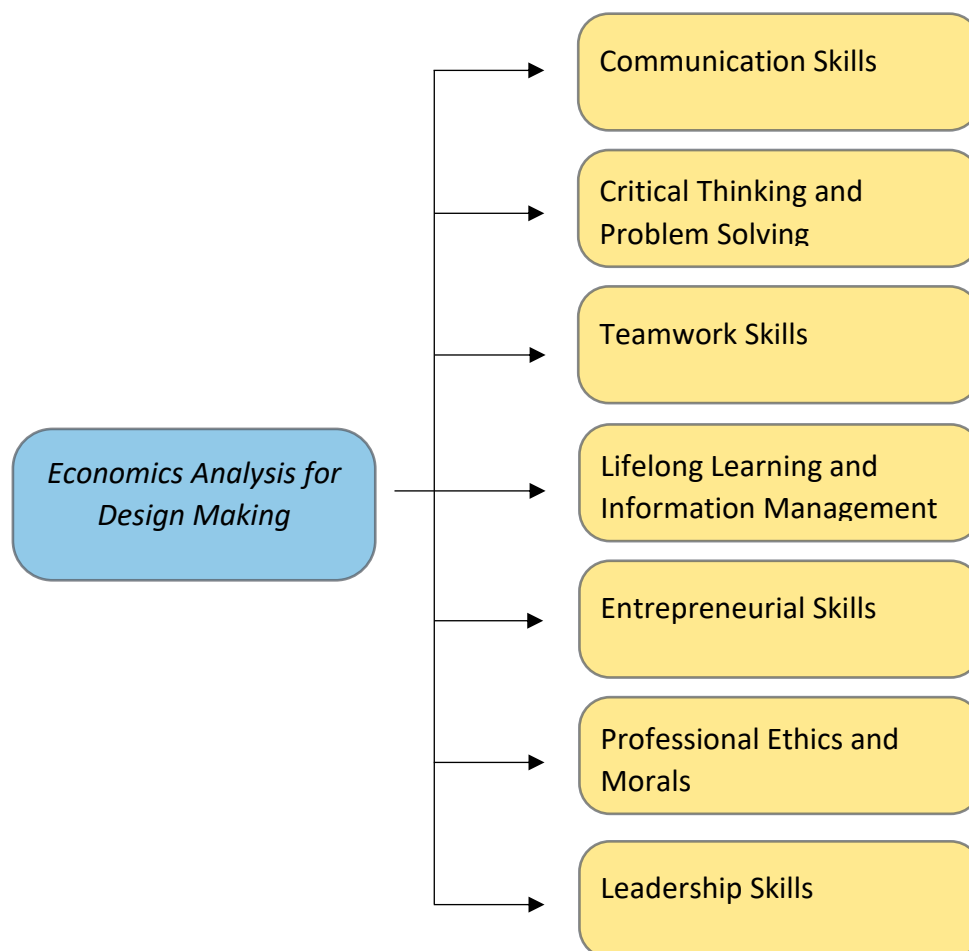 Communication Skills
Critical Thinking and
Problem Solving
Teamwork Skills
Economics Analysis for
Design Making
Lifelong Learning and
Information Management
Entrepreneurial Skills
Professional Ethics and
Morals
Leadership Skills